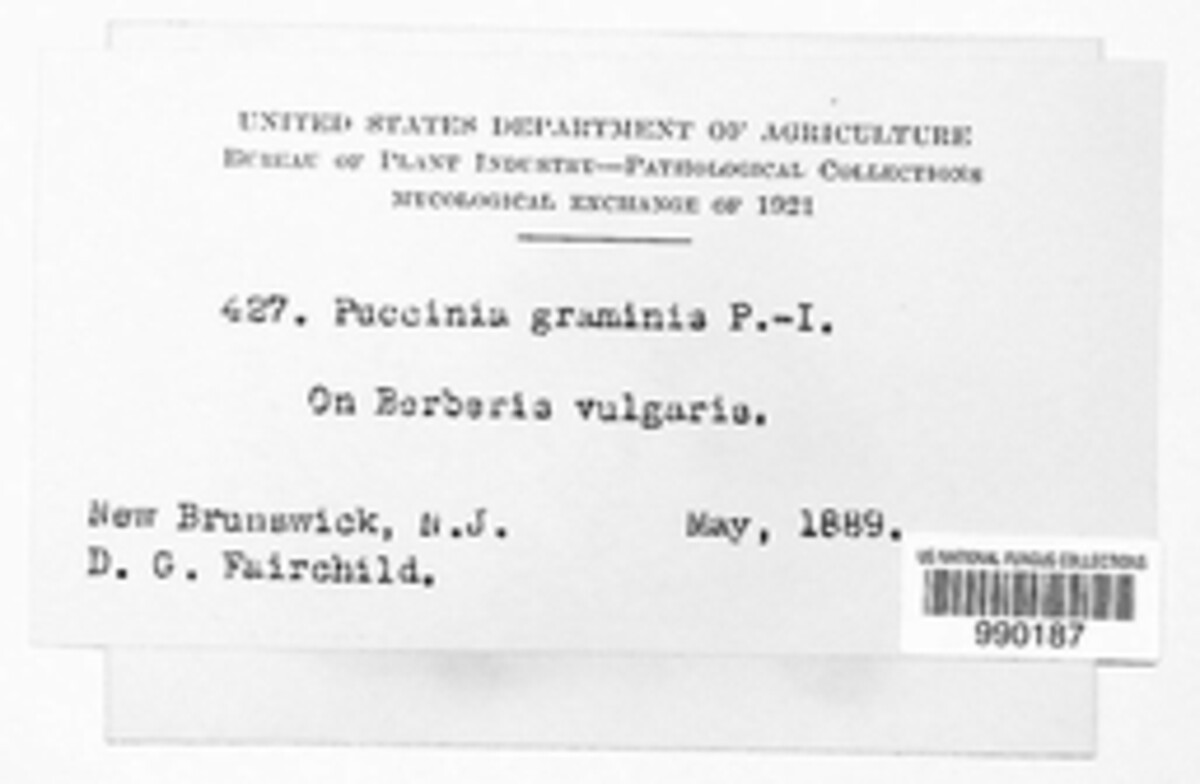 UNITED STATES DEPARTMENT OF AGRICULTURE
BUREAU OF PLANT INDUSTRY—PATHOLOGICAL COLLECTIONS
MYCOLOGICAL EXCHANGE OF 1921
427. Puccinia graminis P.-I.
On Berberis vulgaris.
New Brunswick, N.J. May, 1889.
D. G. Fairchild.
US NATIONAL FUNGUS COLLECTIONS
990187